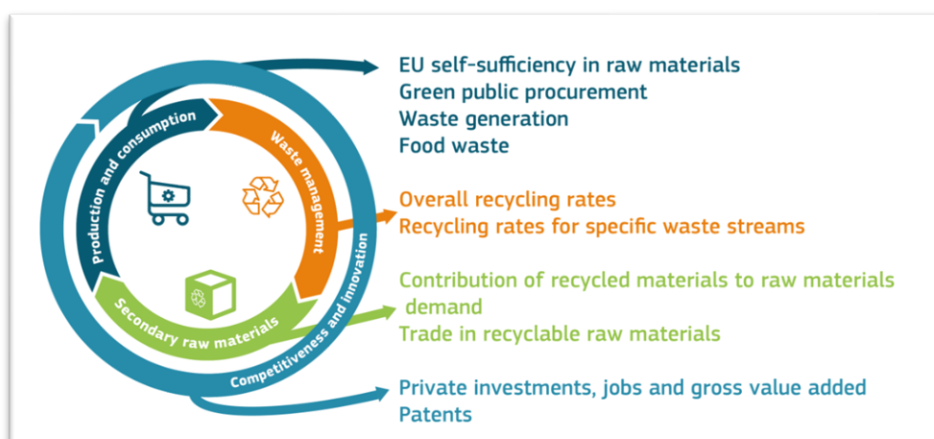 Production and consumption
Waste management
Secondary raw materials
Competitiveness and innovation
EU self-sufficiency in raw materials
Green public procurement
Waste generation
Food waste
Overall recycling rates
Recycling rates for specific waste streams
Contribution of recycled materials to raw materials
demand
Trade in recyclable raw materials
Private investments, jobs and gross value added
Patents